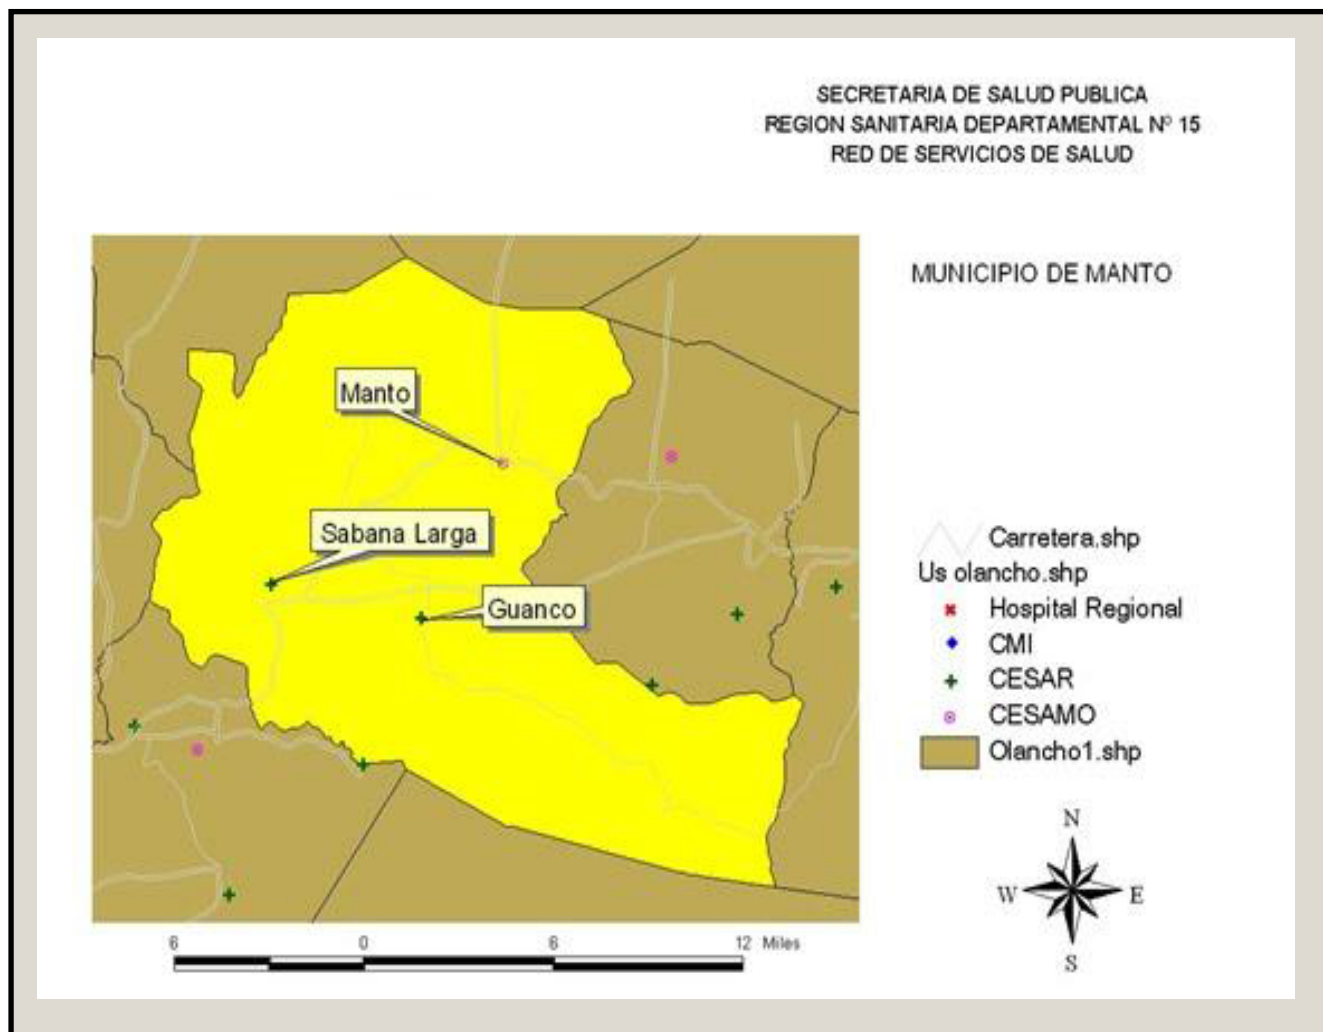 SECRETARIA DE SALUD PUBLICA
REGION SANITARIA DEPARTAMENTAL Nº 15
RED DE SERVICIOS DE SALUD
MUNICIPIO DE MANTO
Manto
Sabana Larga
Guanco
Carretera.shp
Us olancho.shp
Hospital Regional
CMI
CESAR
CESAMO
Olancho1.shp
N
W E
S
6 0 6 12 Miles